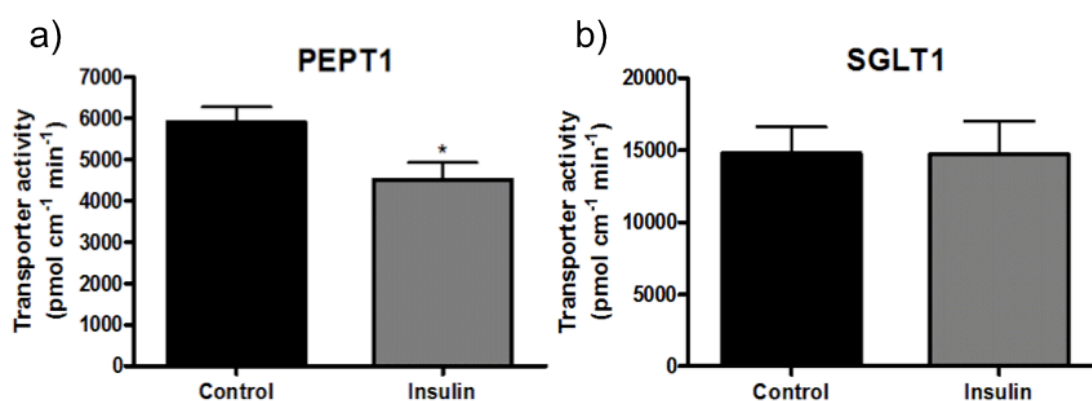 a)
PEPT1
Transporter activity
(pmol cm⁻¹ min⁻¹)
7000
6000
5000
4000
3000
2000
1000
0
*
Control
Insulin
b)
SGLT1
Transporter activity
(pmol cm⁻¹ min⁻¹)
20000
15000
10000
5000
0
Control
Insulin